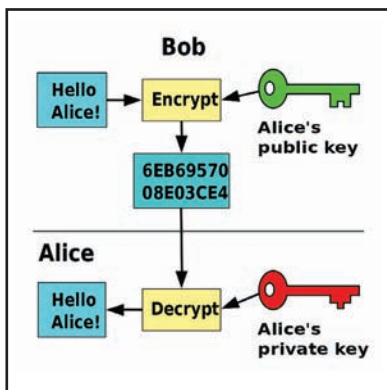 Bob
Hello
Alice!
Encrypt
Alice's
public key
6EB69570
08E03CE4
Alice
Hello
Alice!
Decrypt
Alice's
private key